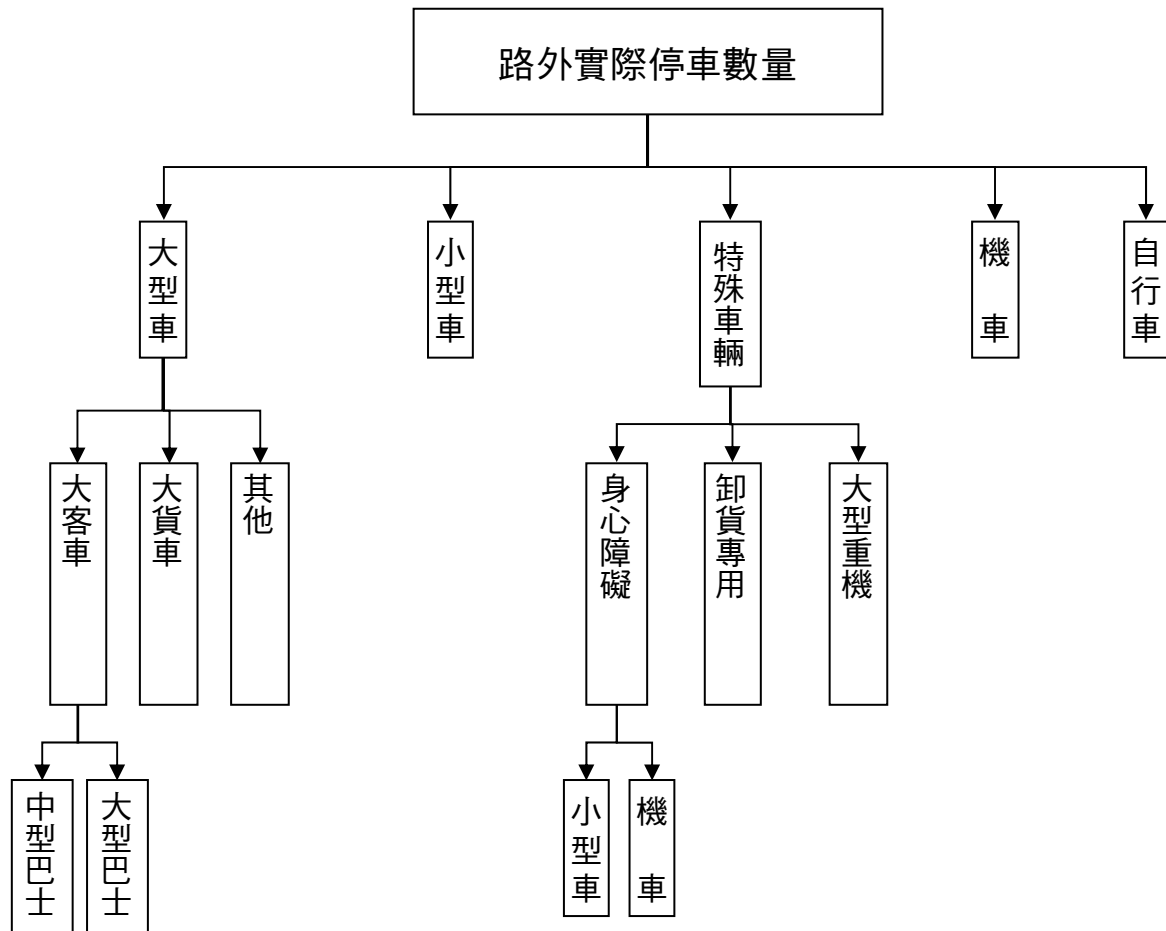 路外實際停車數量
大型車
小型車
特殊車輛
機車
自行車
大客車
大貨車
其他
身心障礙
卸貨專用
大型重機
中型巴士
大型巴士
小型車
機車